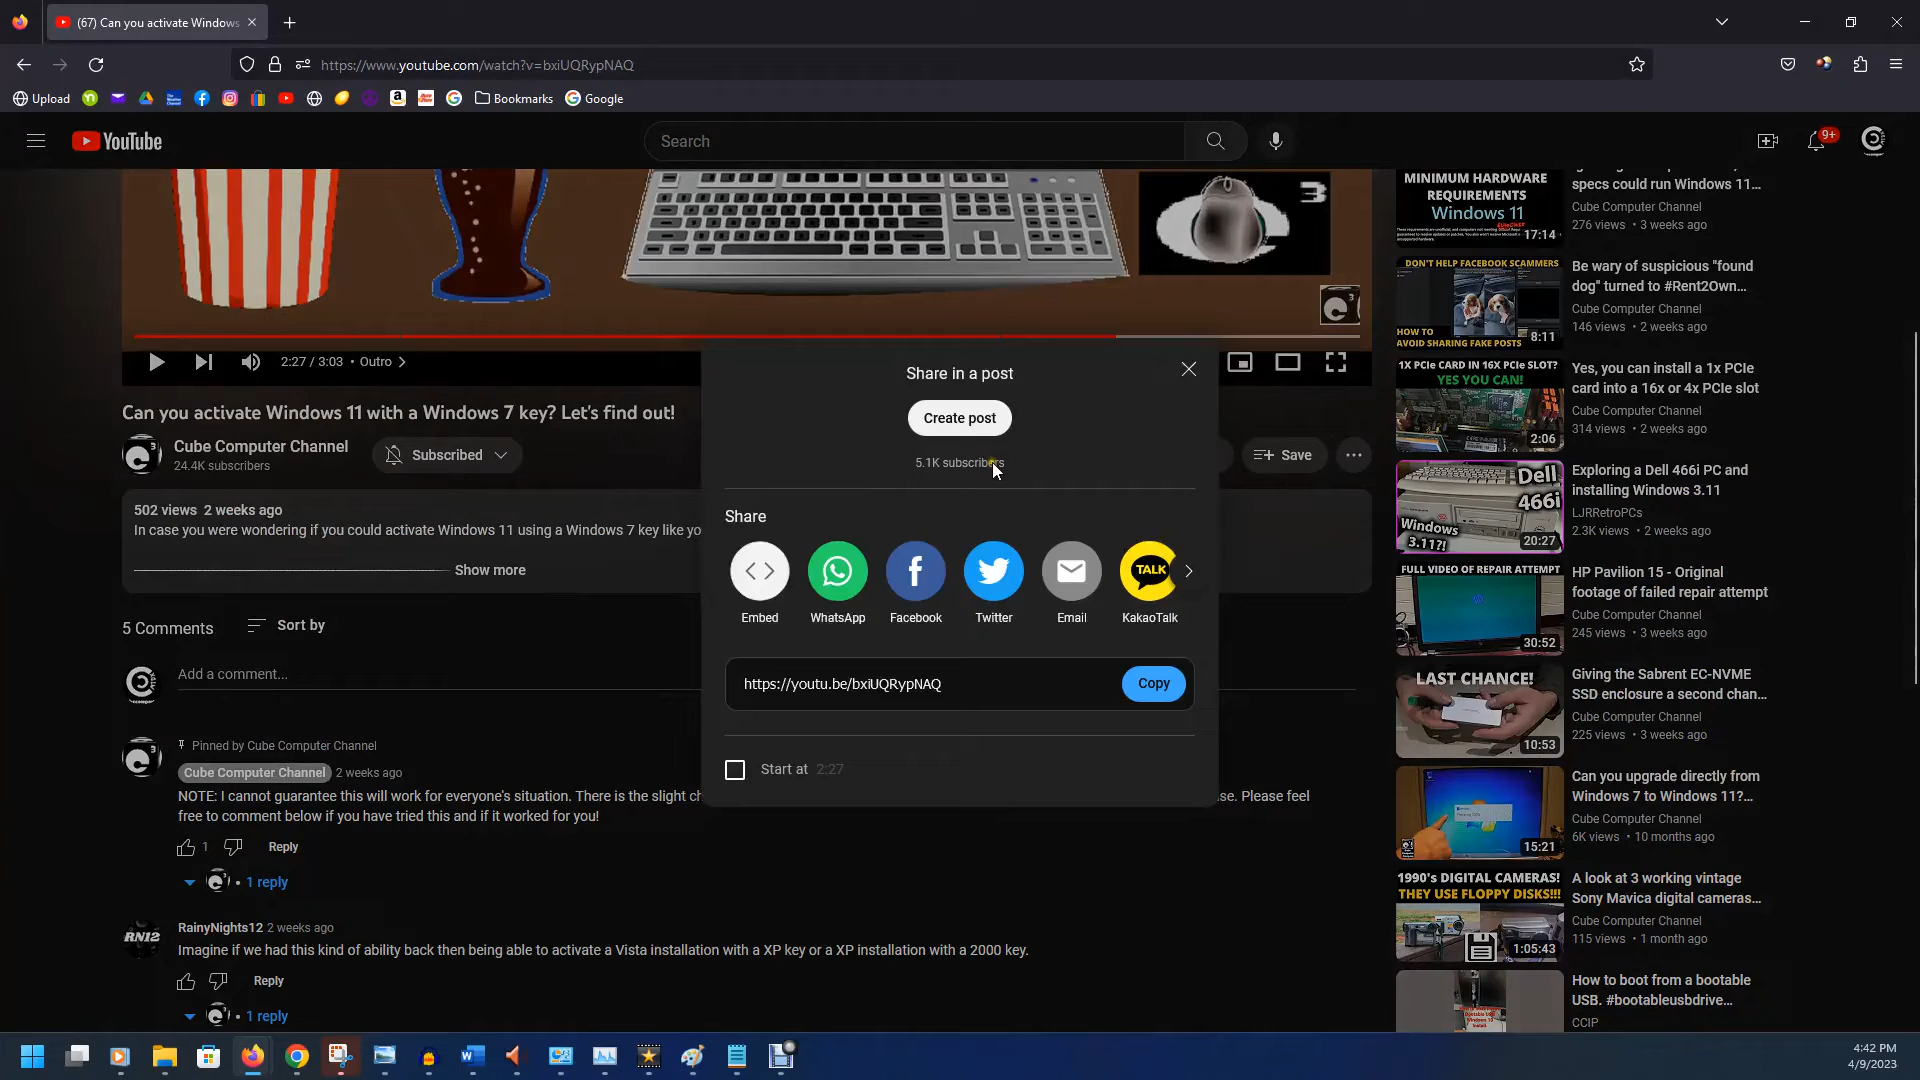 (67) Can you activate Windows
https://www.youtube.com/watch?v=bxiUQRypNAQ
Upload
Bookmarks
Google
YouTube
Search
9+
3
2:27 / 3:03 • Outro
Can you activate Windows 11 with a Windows 7 key? Let's find out!
Cube Computer Channel
24.4K subscribers
Subscribed
Save
502 views 2 weeks ago
In case you were wondering if you could activate Windows 11 using a Windows 7 key like yo
Show more
5 Comments
Sort by
Add a comment...
Pinned by Cube Computer Channel
Cube Computer Channel 2 weeks ago
NOTE: I cannot guarantee this will work for everyone's situation. There is the slight ch
se. Please feel
free to comment below if you have tried this and if it worked for you!
1
Reply
• 1 reply
RN12
RainyNights12 2 weeks ago
Imagine if we had this kind of ability back then being able to activate a Vista installation with a XP key or a XP installation with a 2000 key.
Reply
• 1 reply
Share in a post
Create post
5.1K subscribers
Share
Embed
WhatsApp
Facebook
Twitter
Email
TALK
KakaoTalk
https://youtu.be/bxiUQRypNAQ
Copy
Start at 2:27
MINIMUM HARDWARE
REQUIREMENTS
Windows 11
17:14
specs could run Windows 11...
Cube Computer Channel
276 views • 3 weeks ago
DON'T HELP FACEBOOK SCAMMERS
HOW TO
AVOID SHARING FAKE POSTS
8:11
Be wary of suspicious "found
dog" turned to #Rent2Own...
Cube Computer Channel
146 views • 2 weeks ago
1X PCIe CARD IN 16X PCIe SLOT?
YES YOU CAN!
2:06
Yes, you can install a 1x PCIe
card into a 16x or 4x PCIe slot
Cube Computer Channel
314 views • 2 weeks ago
Dell
466i
Windows
3.11?!
20:27
Exploring a Dell 466i PC and
installing Windows 3.11
LJRRetroPCs
2.3K views • 2 weeks ago
FULL VIDEO OF REPAIR ATTEMPT
30:52
HP Pavilion 15 - Original
footage of failed repair attempt
Cube Computer Channel
245 views • 3 weeks ago
LAST CHANCE!
10:53
Giving the Sabrent EC-NVME
SSD enclosure a second chan...
Cube Computer Channel
225 views • 3 weeks ago
15:21
Can you upgrade directly from
Windows 7 to Windows 11?...
Cube Computer Channel
6K views • 10 months ago
1990's DIGITAL CAMERAS!
THEY USE FLOPPY DISKS!!!
1:05:43
A look at 3 working vintage
Sony Mavica digital cameras...
Cube Computer Channel
115 views • 1 month ago
How to boot from a bootable
USB. #bootableusbdrive...
CCIP
4:42 PM
4/9/2023